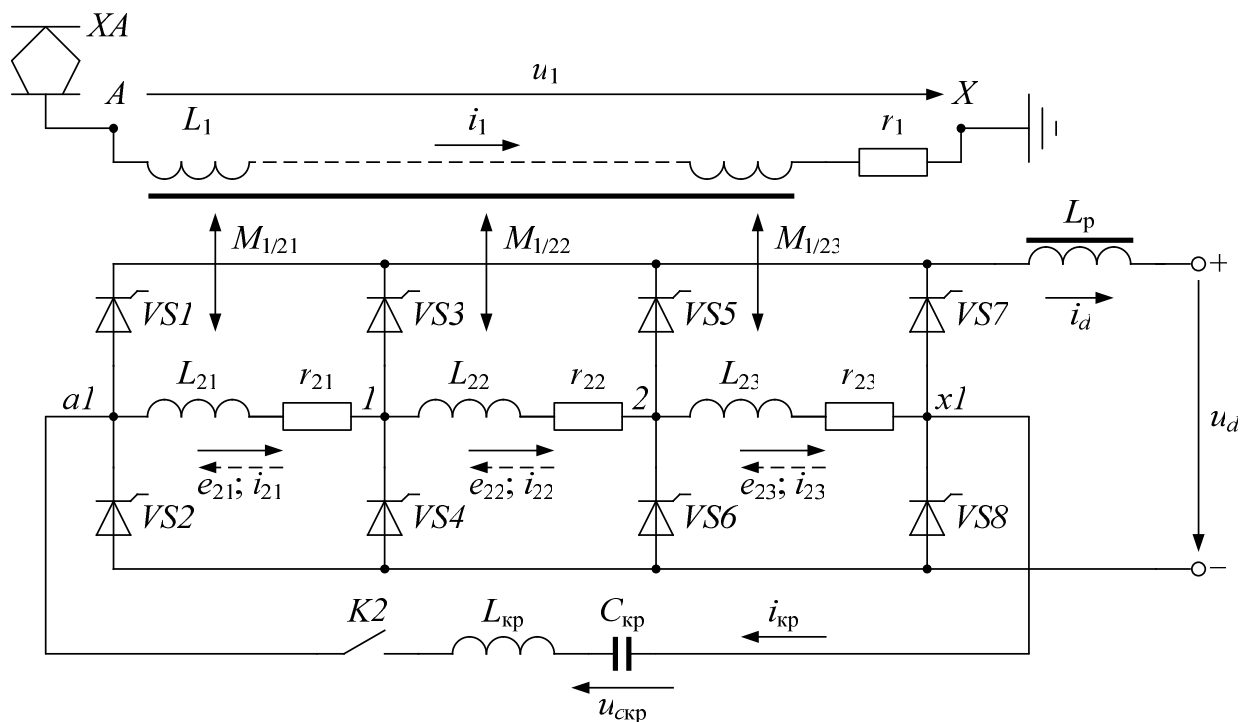 XA
A u1 X
L1 i1 r1
M1/21 M1/22 M1/23 Lр
+
VS1 VS3 VS5 VS7 id
L21 r21 L22 r22 L23 r23
a1 1 2 x1
ud
e21; i21 e22; i22 e23; i23
VS2 VS4 VS6 VS8
−
K2 Lкр Cкр iкр
uскр